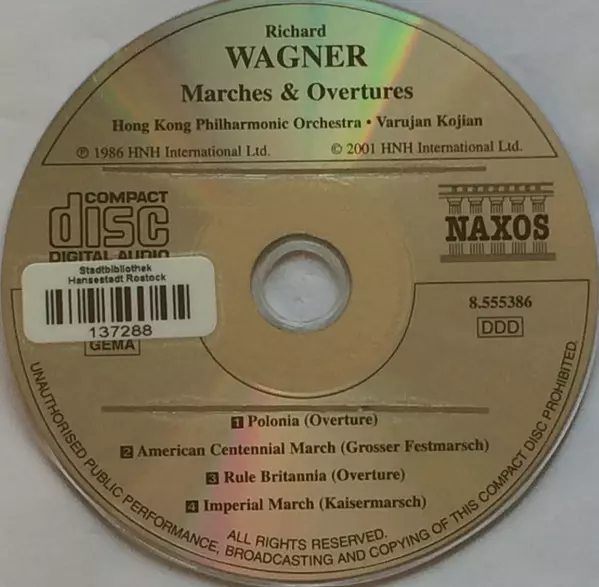 Richard
WAGNER
Marches & Overtures
Hong Kong Philharmonic Orchestra • Varujan Kojian
℗ 1986 HNH International Ltd. © 2001 HNH International Ltd.
COMPACT
disc
DIGITAL AUDIO
NAXOS
Stadtbibliothek
Hansestadt Rostock
137288
GEMA
8.555386
DDD
1 Polonia (Overture)
2 American Centennial March (Grosser Festmarsch)
3 Rule Britannia (Overture)
4 Imperial March (Kaisermarsch)
ALL RIGHTS RESERVED.
UNAUTHORISED PUBLIC PERFORMANCE, BROADCASTING AND COPYING OF THIS COMPACT DISC PROHIBITED.